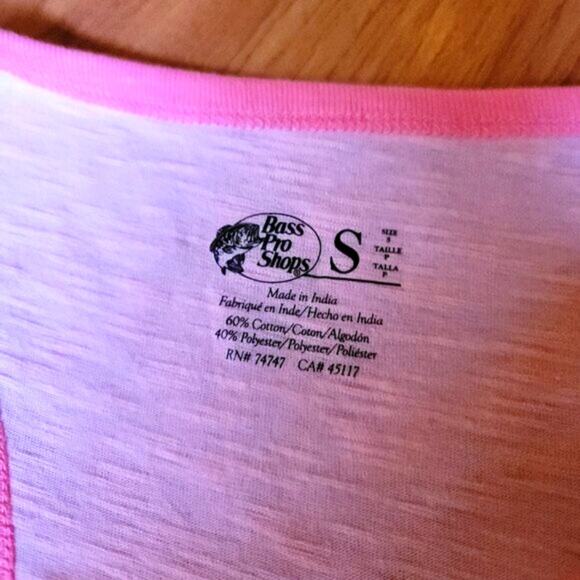 Bass
Pro
Shops®
S
SIZE
S
TAILLE
P
TALLA
P
Made in India
Fabriqué en Inde/Hecho en India
60% Cotton/Coton/Algodón
40% Polyester/Polyester/Poliéster
RN# 74747 CA# 45117